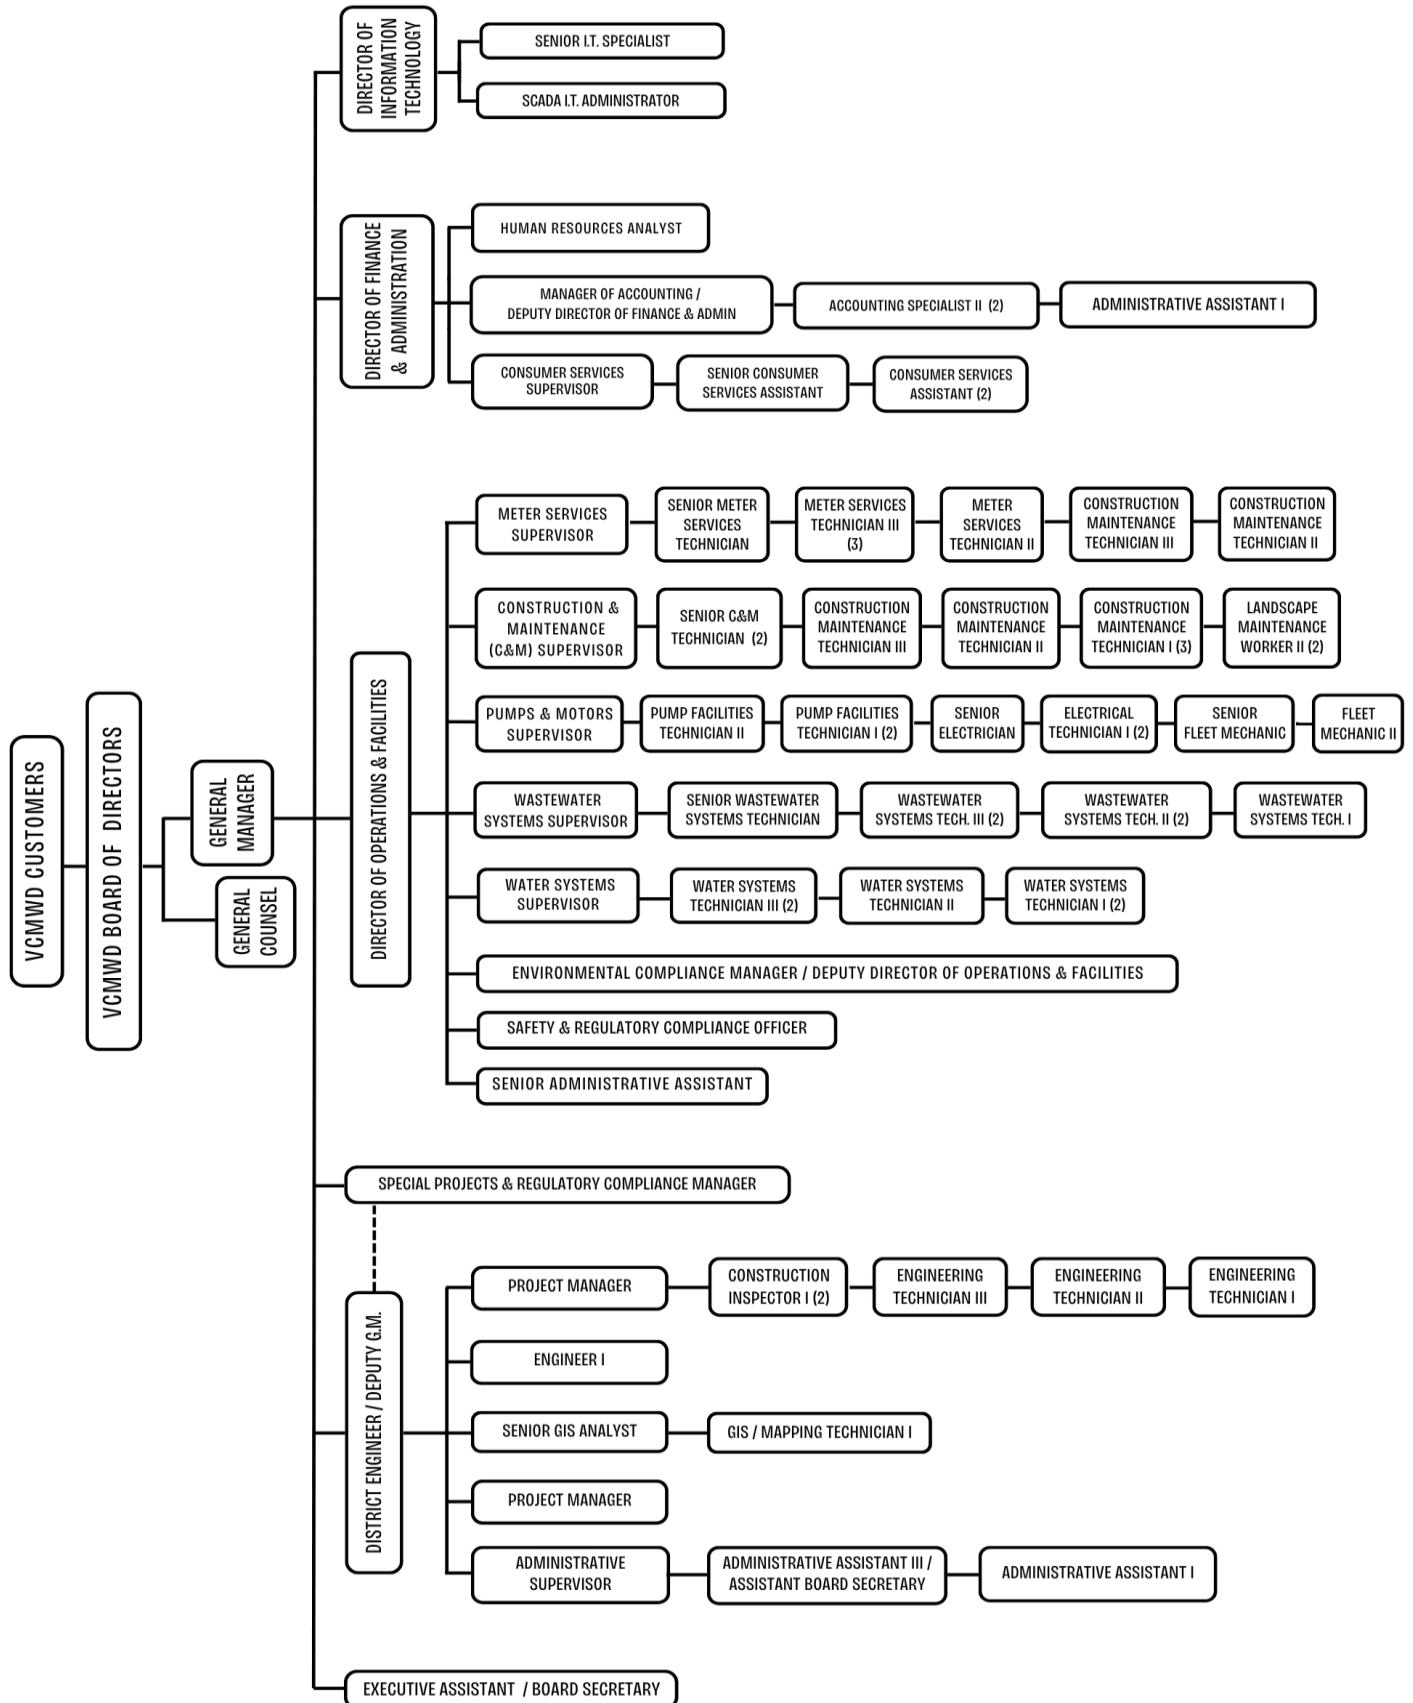 DIRECTOR OF
INFORMATION
TECHNOLOGY
SENIOR I.T. SPECIALIST
SCADA I.T. ADMINISTRATOR
DIRECTOR OF FINANCE
& ADMINISTRATION
HUMAN RESOURCES ANALYST
MANAGER OF ACCOUNTING /
DEPUTY DIRECTOR OF FINANCE & ADMIN
ACCOUNTING SPECIALIST II (2)
ADMINISTRATIVE ASSISTANT I
CONSUMER SERVICES
SUPERVISOR
SENIOR CONSUMER
SERVICES ASSISTANT
CONSUMER SERVICES
ASSISTANT (2)
VCMWD CUSTOMERS
VCMWD BOARD OF DIRECTORS
GENERAL
MANAGER
GENERAL
COUNSEL
DIRECTOR OF OPERATIONS & FACILITIES
METER SERVICES
SUPERVISOR
SENIOR METER
SERVICES
TECHNICIAN
METER SERVICES
TECHNICIAN III
(3)
METER
SERVICES
TECHNICIAN II
CONSTRUCTION
MAINTENANCE
TECHNICIAN III
CONSTRUCTION
MAINTENANCE
TECHNICIAN II
CONSTRUCTION &
MAINTENANCE
(C&M) SUPERVISOR
SENIOR C&M
TECHNICIAN (2)
CONSTRUCTION
MAINTENANCE
TECHNICIAN III
CONSTRUCTION
MAINTENANCE
TECHNICIAN II
CONSTRUCTION
MAINTENANCE
TECHNICIAN I (3)
LANDSCAPE
MAINTENANCE
WORKER II (2)
PUMPS & MOTORS
SUPERVISOR
PUMP FACILITIES
TECHNICIAN II
PUMP FACILITIES
TECHNICIAN I (2)
SENIOR
ELECTRICIAN
ELECTRICAL
TECHNICIAN I (2)
SENIOR
FLEET MECHANIC
FLEET
MECHANIC II
WASTEWATER
SYSTEMS SUPERVISOR
SENIOR WASTEWATER
SYSTEMS TECHNICIAN
WASTEWATER
SYSTEMS TECH. III (2)
WASTEWATER
SYSTEMS TECH. II (2)
WASTEWATER
SYSTEMS TECH. I
WATER SYSTEMS
SUPERVISOR
WATER SYSTEMS
TECHNICIAN III (2)
WATER SYSTEMS
TECHNICIAN II
WATER SYSTEMS
TECHNICIAN I (2)
ENVIRONMENTAL COMPLIANCE MANAGER / DEPUTY DIRECTOR OF OPERATIONS & FACILITIES
SAFETY & REGULATORY COMPLIANCE OFFICER
SENIOR ADMINISTRATIVE ASSISTANT
SPECIAL PROJECTS & REGULATORY COMPLIANCE MANAGER
DISTRICT ENGINEER / DEPUTY G.M.
PROJECT MANAGER
CONSTRUCTION
INSPECTOR I (2)
ENGINEERING
TECHNICIAN III
ENGINEERING
TECHNICIAN II
ENGINEERING
TECHNICIAN I
ENGINEER I
SENIOR GIS ANALYST
GIS / MAPPING TECHNICIAN I
PROJECT MANAGER
ADMINISTRATIVE
SUPERVISOR
ADMINISTRATIVE ASSISTANT III /
ASSISTANT BOARD SECRETARY
ADMINISTRATIVE ASSISTANT I
EXECUTIVE ASSISTANT / BOARD SECRETARY